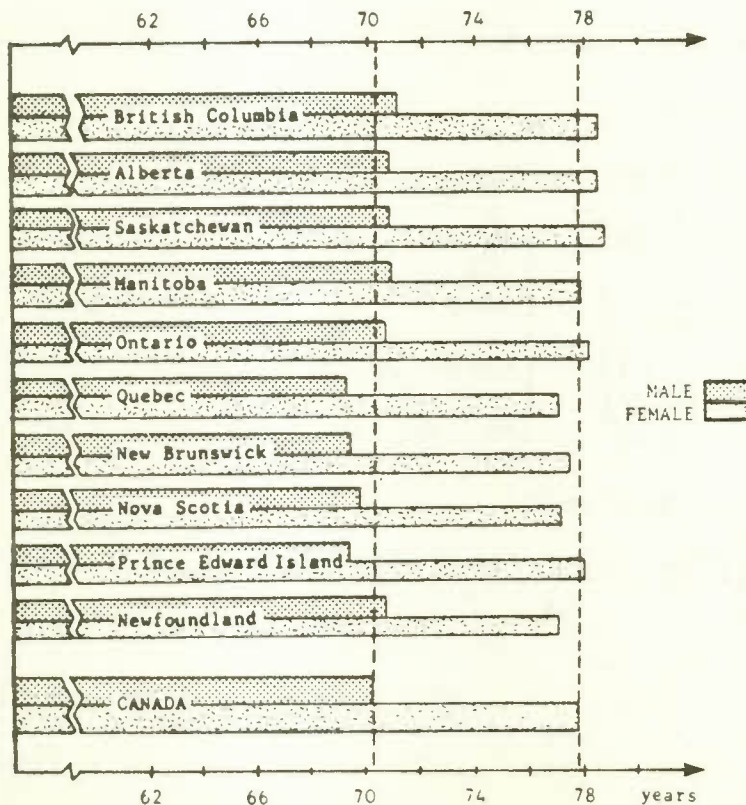 62 66 70 74 78
British Columbia
Alberta
Saskatchewan
Manitoba
Ontario
Quebec
MALE
FEMALE
New Brunswick
Nova Scotia
Prince Edward Island
Newfoundland
CANADA
62 66 70 74 78 years